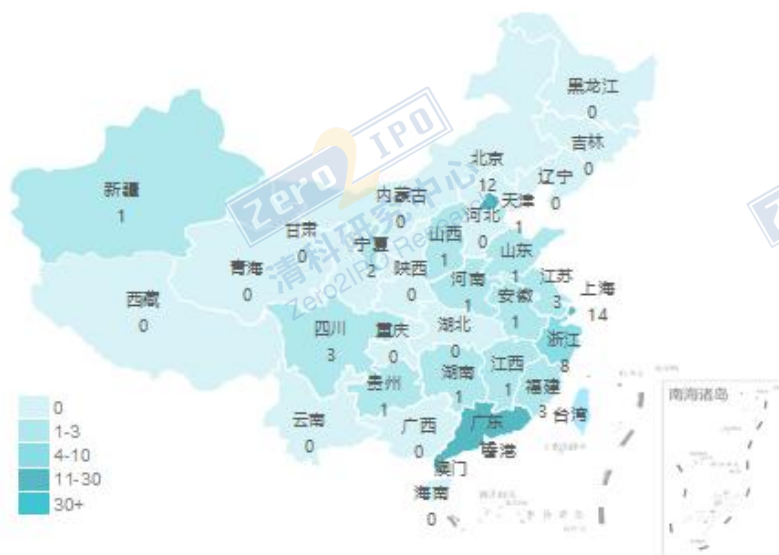 黑龙江
0
吉林
0
辽宁
0
北京
12
天津
1
河北
0
内蒙古
0
新疆
1
甘肃
0
宁夏
2
山西
1
山东
1
青海
0
陕西
0
河南
1
江苏
3
安徽
1
上海
14
西藏
0
四川
3
重庆
0
湖北
0
浙江
8
贵州
1
湖南
1
江西
1
福建
3
台湾
云南
0
广西
0
广东
香港
澳门
海南
0
南海诸岛
0
1-3
4-10
11-30
30+
Zero2IPO
清科研究中心
Zero2IPO Research